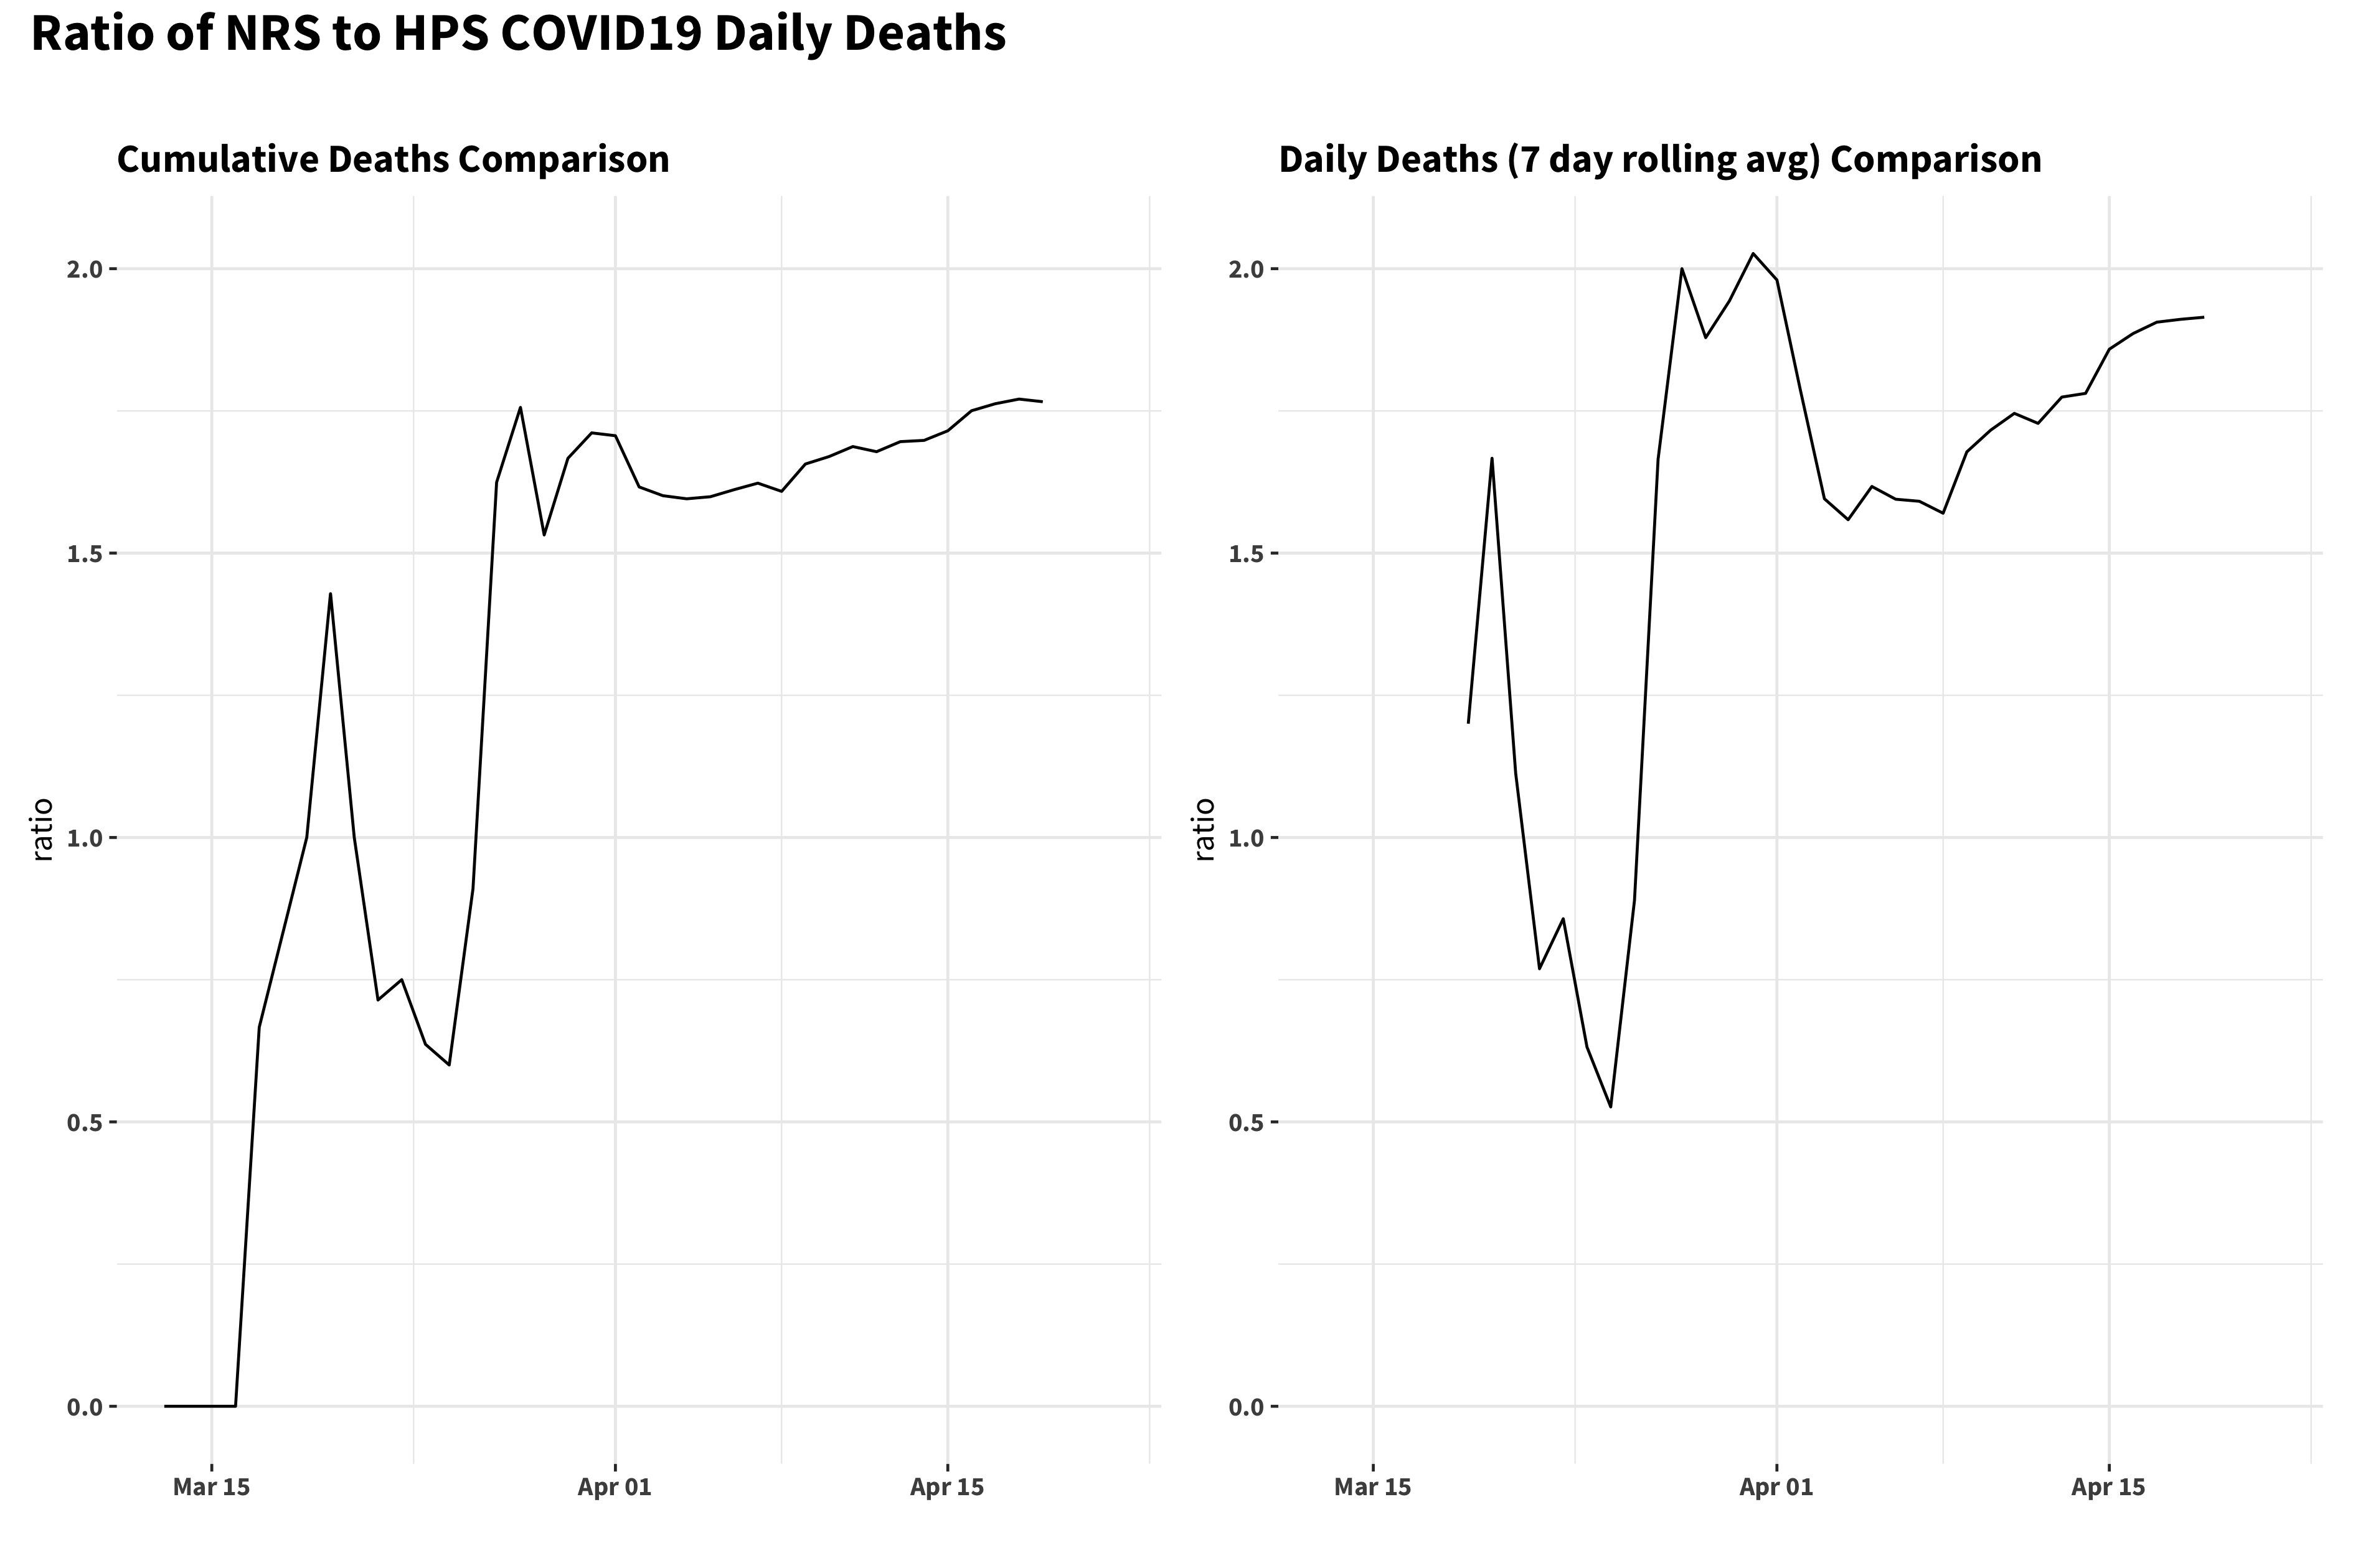 Ratio of NRS to HPS COVID19 Daily Deaths
Cumulative Deaths Comparison
2.0
1.5
1.0
0.5
0.0
ratio
Mar 15 Apr 01 Apr 15
Daily Deaths (7 day rolling avg) Comparison
2.0
1.5
1.0
0.5
0.0
ratio
Mar 15 Apr 01 Apr 15